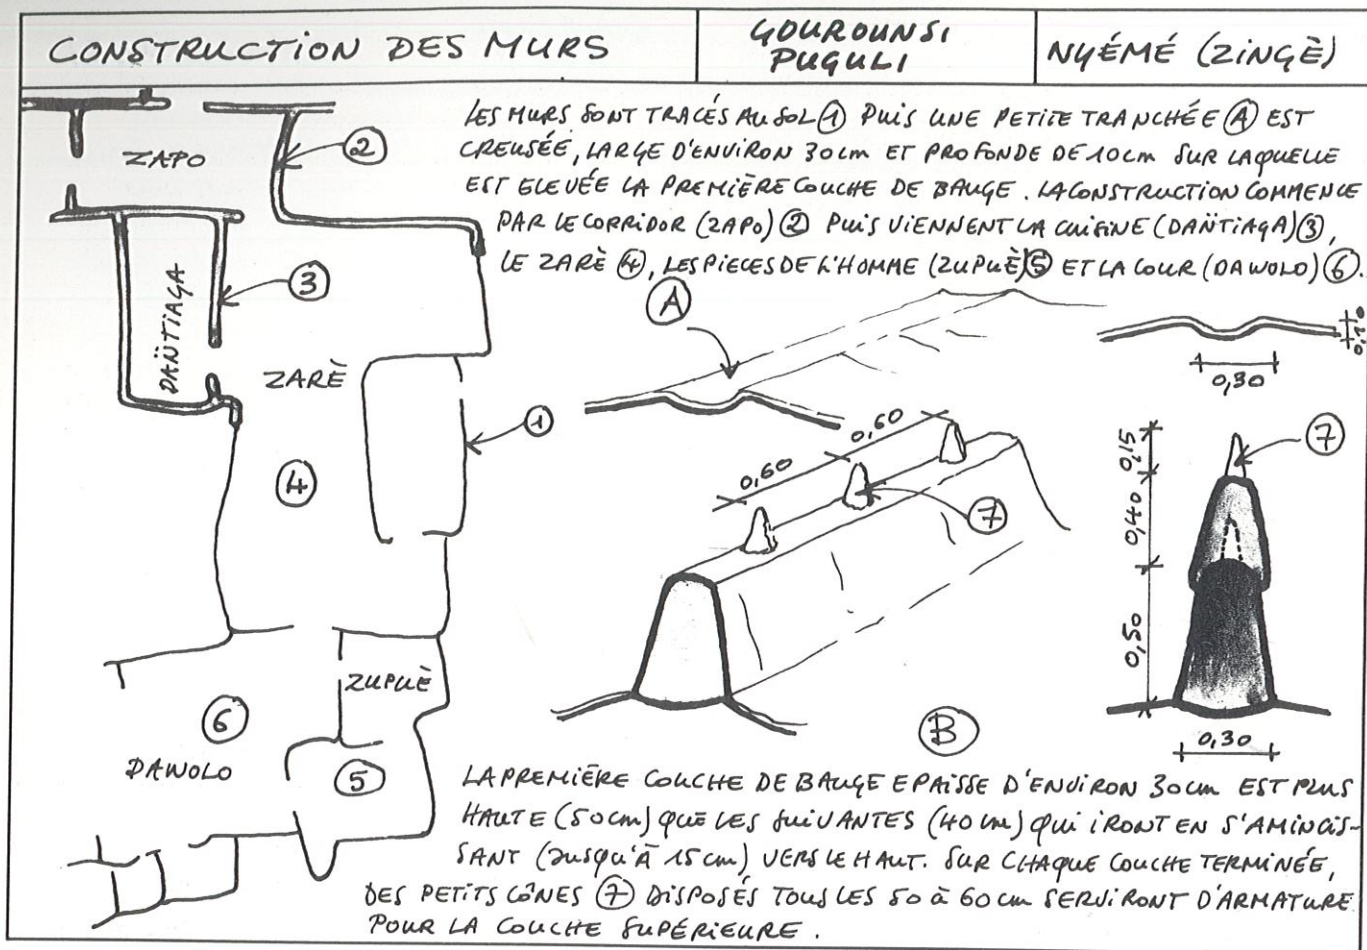 CONSTRUCTION DES MURS
GOUROUNSI
PUGULI
NYÉMÉ (ZINGÈ)
LES MURS SONT TRACÉS AU SOL ① PUIS UNE PETITE TRANCHÉE Ⓐ EST
CREUSÉE, LARGE D'ENVIRON 30cm ET PROFONDE DE 10cm SUR LAQUELLE
EST ELEVÉE LA PREMIÈRE COUCHE DE BAUGE. LA CONSTRUCTION COMMENCE
PAR LE CORRIDOR (ZAPO) ② PUIS VIENNENT LA CUISINE (DAÑTIAGA) ③,
LE ZARÈ ④, LES PIECES DE L'HOMME (ZUPUÈ) ⑤ ET LA COUR (DAWOLO) ⑥.
ZAPO
②
DAÑTIAGA
③
ZARÈ
①
④
ZUPUÈ
⑥
DAWOLO
⑤
Ⓐ
0,10
0,30
0,60
0,60
⑦
Ⓑ
0,15
⑦
0,40
0,50
0,30
LA PREMIÈRE COUCHE DE BAUGE EPAISSE D'ENVIRON 30cm EST PLUS
HAUTE (50cm) QUE LES SUIVANTES (40cm) QUI IRONT EN S'AMINCIS-
SANT (JUSQU'À 15cm) VERS LE HAUT. SUR CHAQUE COUCHE TERMINÉE,
DES PETITS CÔNES ⑦ DISPOSÉS TOUS LES 50 à 60cm SERVIRONT D'ARMATURE
POUR LA COUCHE SUPÉRIEURE.